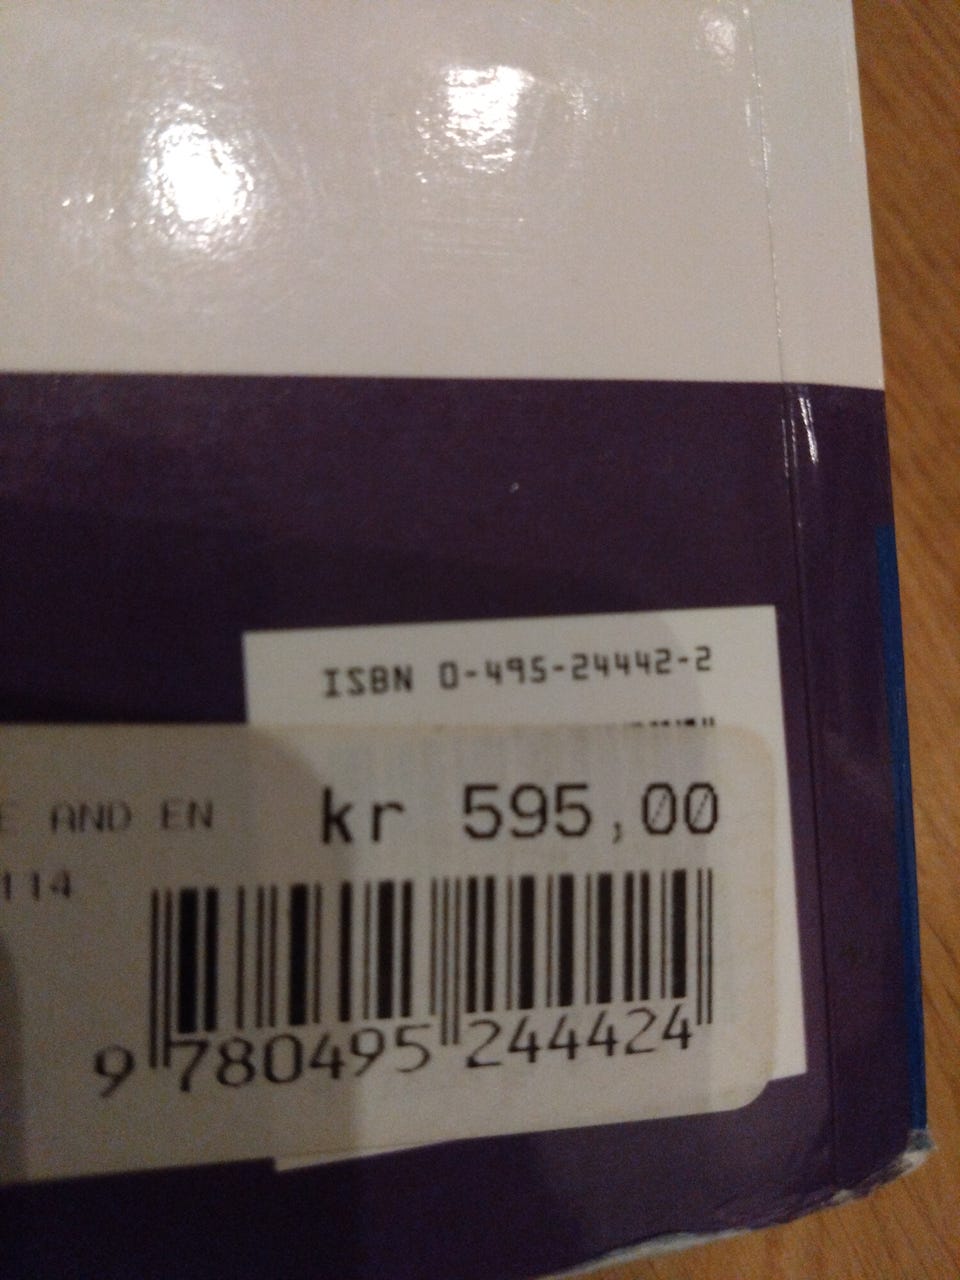 ISBN 0-495-24442-2
E AND EN kr 595,00
114
9 780495 244424